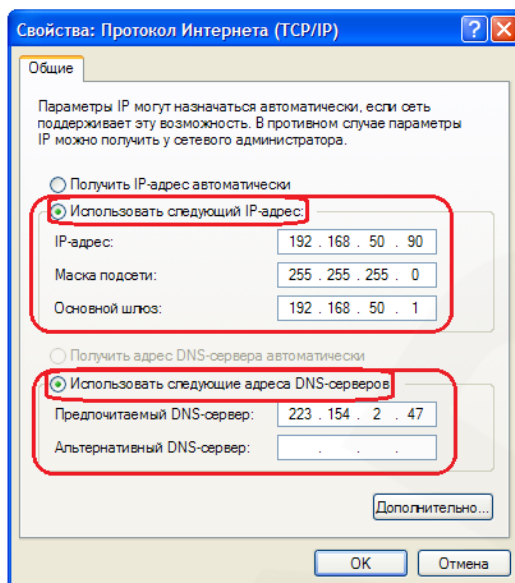 Свойства: Протокол Интернета (TCP/IP)
Общие
Параметры IP могут назначаться автоматически, если сеть
поддерживает эту возможность. В противном случае параметры
IP можно получить у сетевого администратора.
Получить IP-адрес автоматически
Использовать следующий IP-адрес:
IP-адрес: 192 . 168 . 50 . 90
Маска подсети: 255 . 255 . 255 . 0
Основной шлюз: 192 . 168 . 50 . 1
Получить адрес DNS-сервера автоматически
Использовать следующие адреса DNS-серверов
Предпочитаемый DNS-сервер: 223 . 154 . 2 . 47
Альтернативный DNS-сервер: . . .
Дополнительно...
OK Отмена